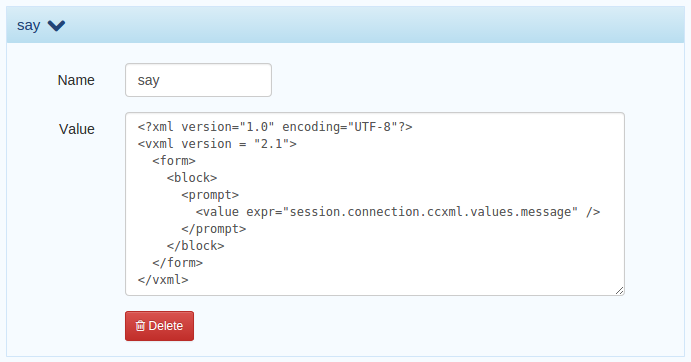 say
Name
say
Value
<?xml version="1.0" encoding="UTF-8"?>
<vxml version = "2.1">
  <form>
    <block>
      <prompt>
        <value expr="session.connection.ccxml.values.message" />
      </prompt>
    </block>
  </form>
</vxml>
Delete